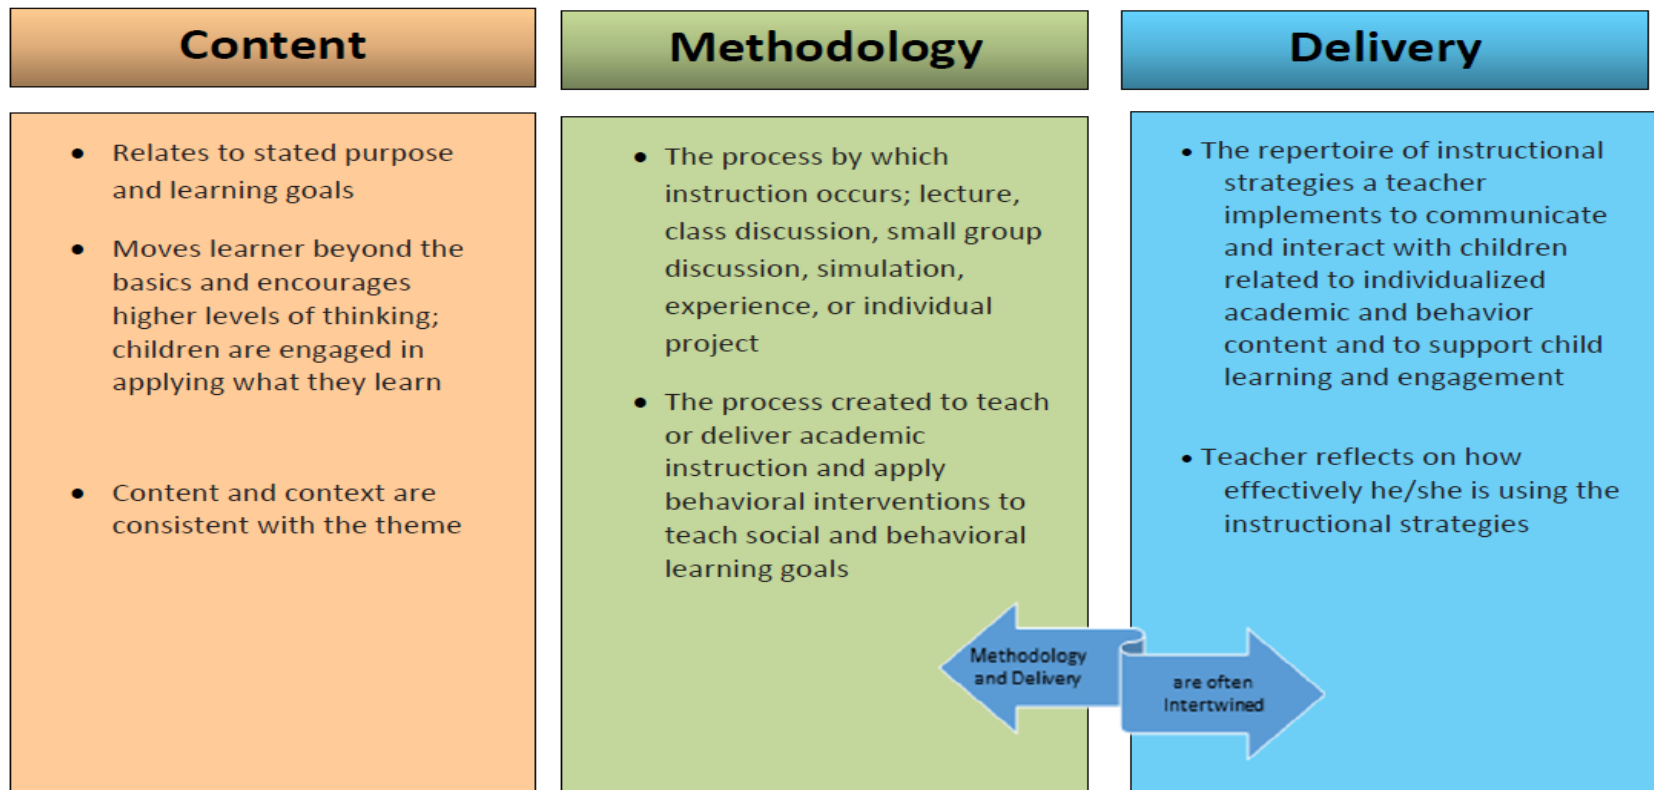 Content
• Relates to stated purpose
and learning goals
• Moves learner beyond the
basics and encourages
higher levels of thinking;
children are engaged in
applying what they learn
• Content and context are
consistent with the theme
Methodology
• The process by which
instruction occurs; lecture,
class discussion, small group
discussion, simulation,
experience, or individual
project
• The process created to teach
or deliver academic
instruction and apply
behavioral interventions to
teach social and behavioral
learning goals
Delivery
• The repertoire of instructional
strategies a teacher
implements to communicate
and interact with children
related to individualized
academic and behavior
content and to support child
learning and engagement
• Teacher reflects on how
effectively he/she is using the
instructional strategies
Methodology
and Delivery
are often
Intertwined